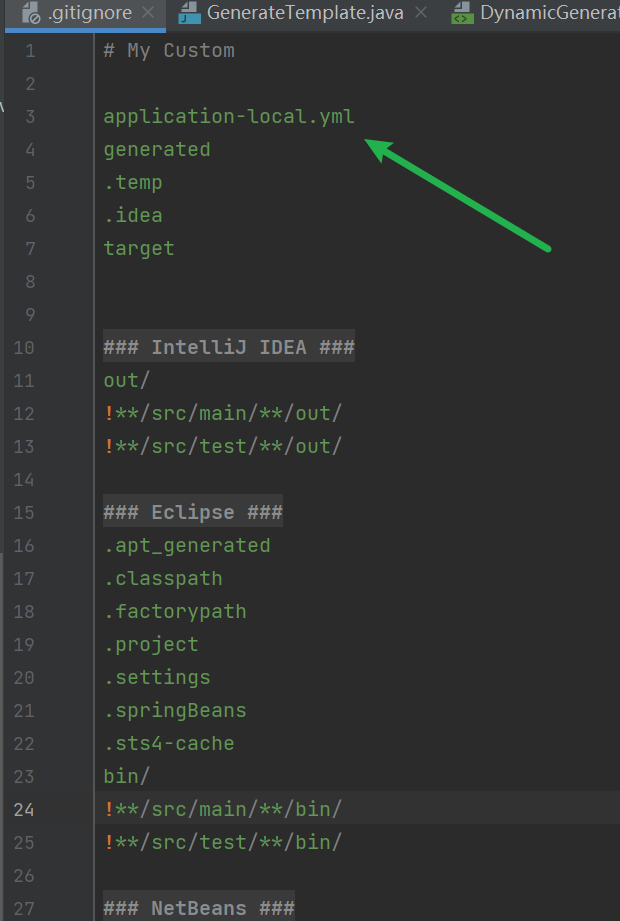 .gitignore GenerateTemplate.java DynamicGenerat
1 # My Custom
2
3 application-local.yml
4 generated
5 .temp
6 .idea
7 target
8
9
10 ### IntelliJ IDEA ###
11 out/
12 !**/src/main/**/out/
13 !**/src/test/**/out/
14
15 ### Eclipse ###
16 .apt_generated
17 .classpath
18 .factorypath
19 .project
20 .settings
21 .springBeans
22 .sts4-cache
23 bin/
24 !**/src/main/**/bin/
25 !**/src/test/**/bin/
26
27 ### NetBeans ###